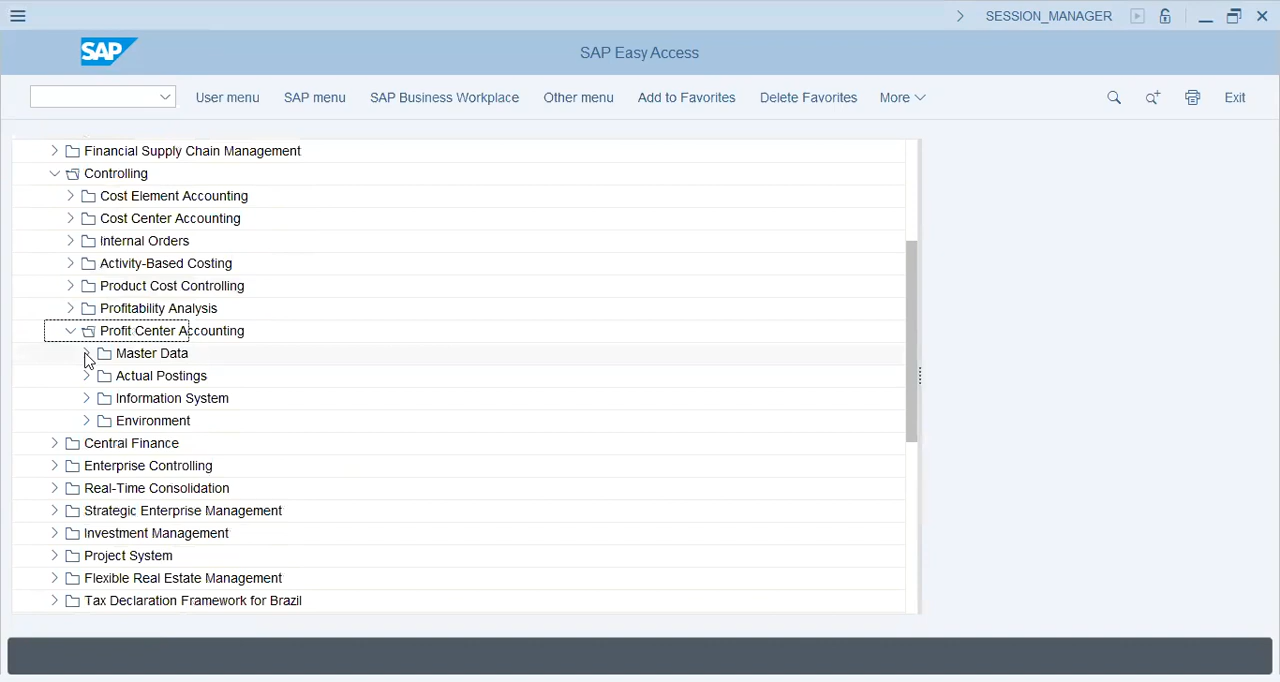 SESSION_MANAGER
SAP
SAP Easy Access
User menu SAP menu SAP Business Workplace Other menu Add to Favorites Delete Favorites More Exit
Financial Supply Chain Management
Controlling
Cost Element Accounting
Cost Center Accounting
Internal Orders
Activity-Based Costing
Product Cost Controlling
Profitability Analysis
Profit Center Accounting
Master Data
Actual Postings
Information System
Environment
Central Finance
Enterprise Controlling
Real-Time Consolidation
Strategic Enterprise Management
Investment Management
Project System
Flexible Real Estate Management
Tax Declaration Framework for Brazil